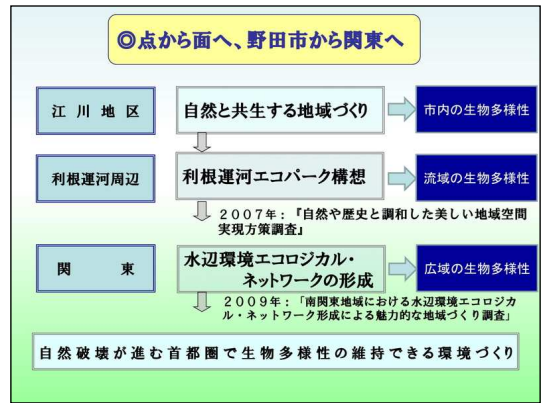 ◎点から面へ、野田市から関東へ
江川地区
自然と共生する地域づくり
市内の生物多様性
利根運河周辺
利根運河エコパーク構想
流域の生物多様性
2007年：『自然や歴史と調和した美しい地域空間
実現方策調査』
関東
水辺環境エコロジカル・
ネットワークの形成
広域の生物多様性
2009年：「南関東地域における水辺環境エコロジカ
ル・ネットワーク形成による魅力的な地域づくり調査」
自然破壊が進む首都圏で生物多様性の維持できる環境づくり